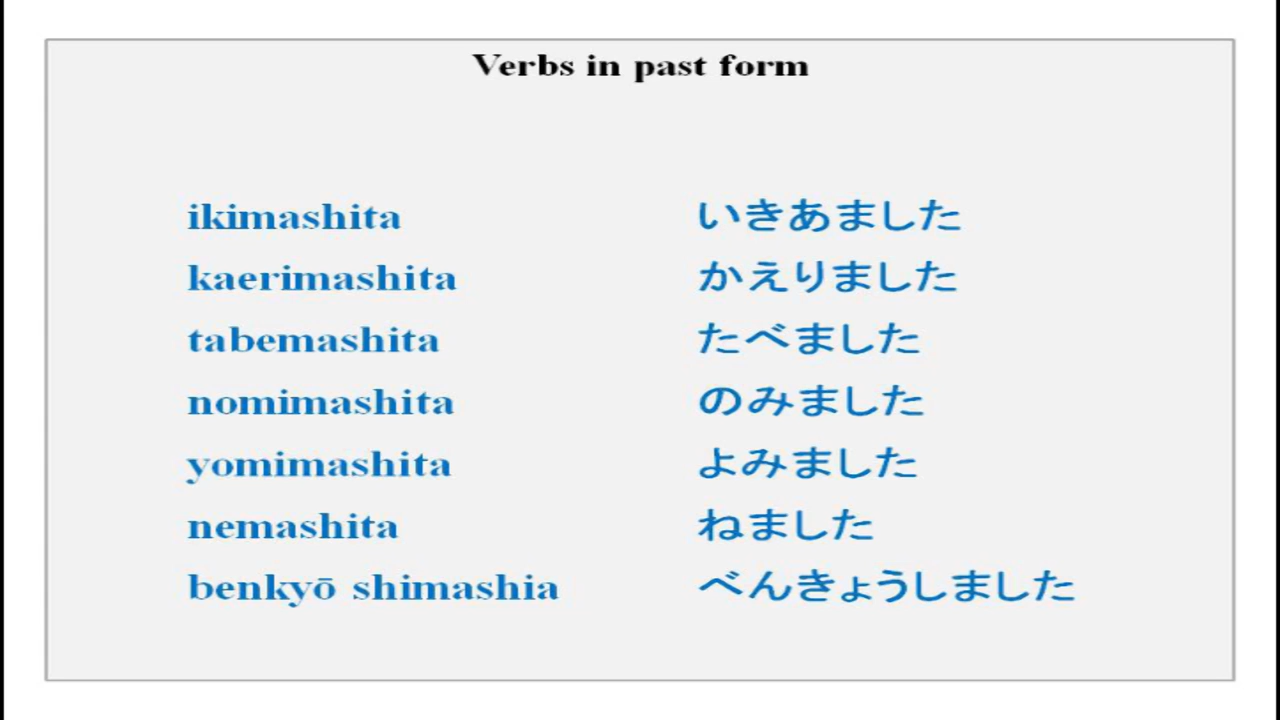 Verbs in past form
ikimashita いきあました
kaerimashita かえりました
tabemashita たべました
nomimashita のみました
yomimashita よみました
nemashita ねました
benkyō shimashia べんきょうしました